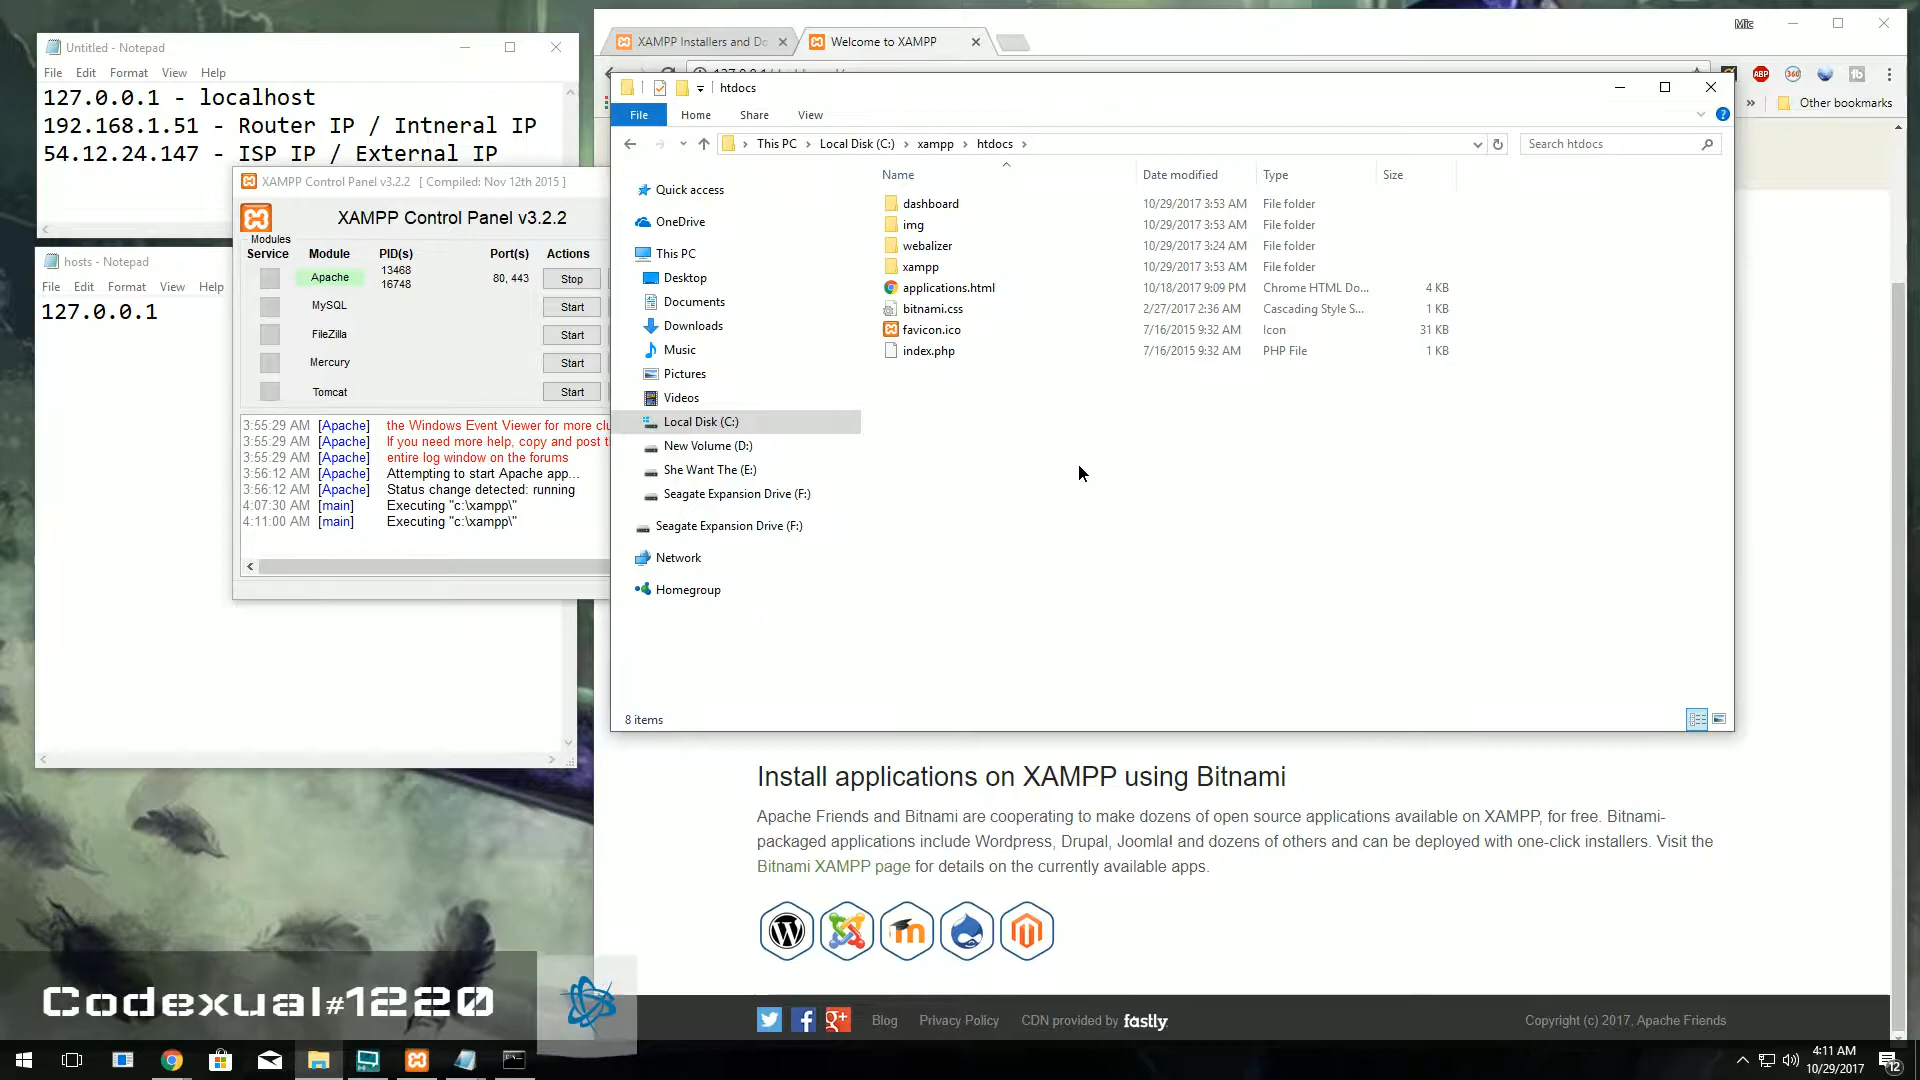 Untitled - Notepad
File Edit Format View Help
127.0.0.1 - localhost
192.168.1.51 - Router IP / Intneral IP
54.12.24.147 - ISP IP / External IP
hosts - Notepad
File Edit Format View Help
127.0.0.1
XAMPP Control Panel v3.2.2 [ Compiled: Nov 12th 2015 ]
XAMPP Control Panel v3.2.2
Modules
Service Module PID(s) Port(s) Actions
Apache 13468 16748 80, 443 Stop
MySQL Start
FileZilla Start
Mercury Start
Tomcat Start
3:55:29 AM [Apache] the Windows Event Viewer for more clu
3:55:29 AM [Apache] If you need more help, copy and post t
3:55:29 AM [Apache] entire log window on the forums
3:56:12 AM [Apache] Attempting to start Apache app...
3:56:12 AM [Apache] Status change detected: running
4:07:30 AM [main] Executing "c:\xampp\"
4:11:00 AM [main] Executing "c:\xampp\"
XAMPP Installers and Do
Welcome to XAMPP
Mic
ABP
360
Other bookmarks
htdocs
File Home Share View
This PC Local Disk (C:) xampp htdocs
Search htdocs
Quick access
OneDrive
This PC
Desktop
Documents
Downloads
Music
Pictures
Videos
Local Disk (C:)
New Volume (D:)
She Want The (E:)
Seagate Expansion Drive (F:)
Seagate Expansion Drive (F:)
Network
Homegroup
Name Date modified Type Size
dashboard 10/29/2017 3:53 AM File folder
img 10/29/2017 3:53 AM File folder
webalizer 10/29/2017 3:24 AM File folder
xampp 10/29/2017 3:53 AM File folder
applications.html 10/18/2017 9:09 PM Chrome HTML Do... 4 KB
bitnami.css 2/27/2017 2:36 AM Cascading Style S... 1 KB
favicon.ico 7/16/2015 9:32 AM Icon 31 KB
index.php 7/16/2015 9:32 AM PHP File 1 KB
8 items
Install applications on XAMPP using Bitnami
Apache Friends and Bitnami are cooperating to make dozens of open source applications available on XAMPP, for free. Bitnami-
packaged applications include Wordpress, Drupal, Joomla! and dozens of others and can be deployed with one-click installers. Visit the
Bitnami XAMPP page for details on the currently available apps.
Blog Privacy Policy CDN provided by fastly Copyright (c) 2017, Apache Friends
Codexual#1220
4:11 AM
10/29/2017
12